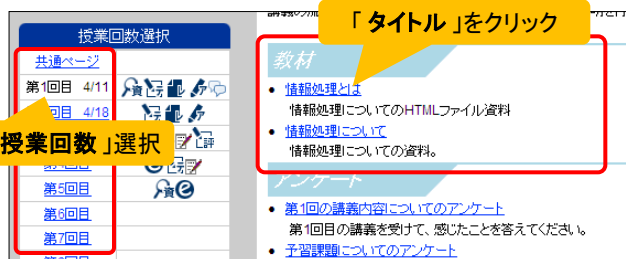 「 タイトル 」をクリック
授業回数選択
共通ページ
第1回目 4/11
回目 4/18
授業回数 」選択
第5回目
第6回目
第7回目
教材
情報処理とは
情報処理についてのHTMLファイル資料
情報処理について
情報処理についての資料。
アンケート
第1回の講義内容についてのアンケート
第1回目の講義を受けて、感じたことを答えてください。
予習課題についてのアンケート